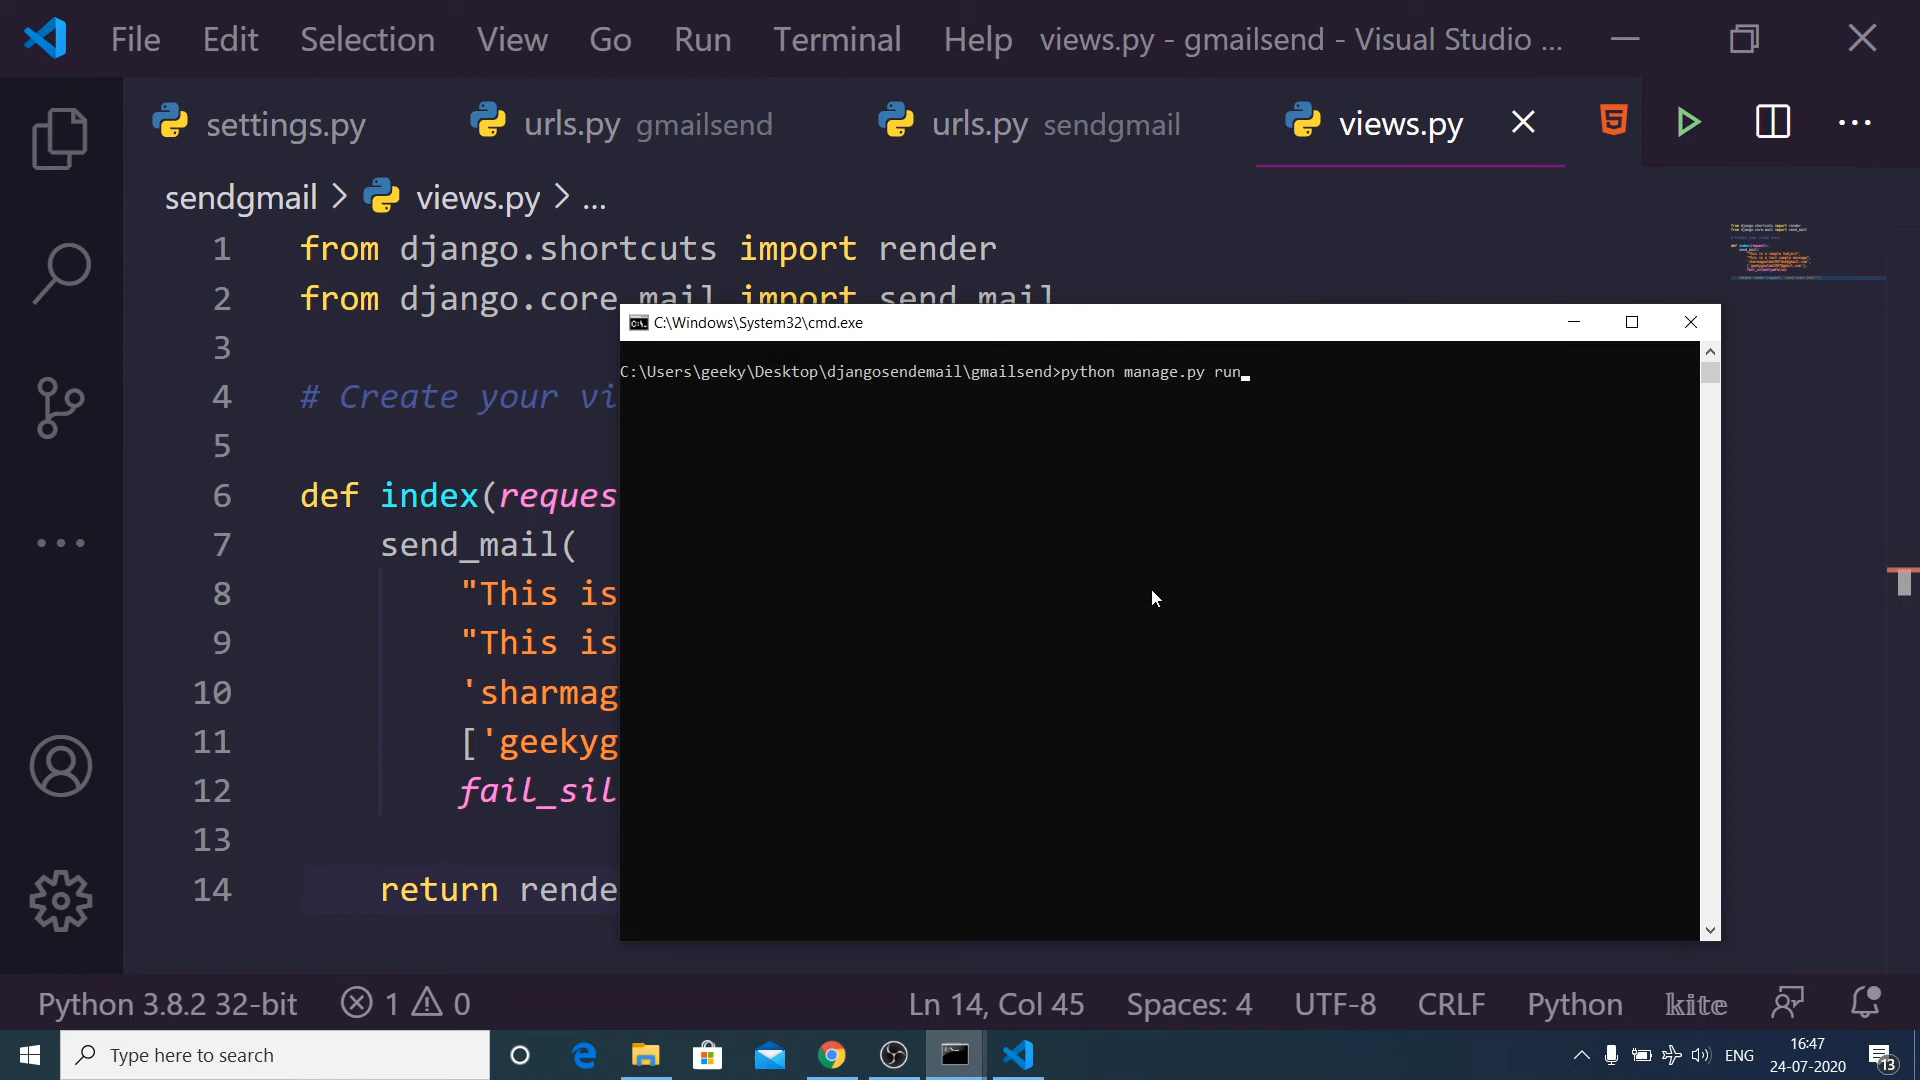 File Edit Selection View Go Run Terminal Help views.py - gmailsend - Visual Studio ...
settings.py urls.py gmailsend urls.py sendgmail views.py
sendgmail > views.py > ...
1 from django.shortcuts import render
2 from django.core.mail import send_mail
3
4 # Create your vi
5
6 def index(reques
7 send_mail(
8 "This is
9 "This is
10 'sharmag
11 ['geekyg
12 fail_sil
13
14 return rende
C:\Windows\System32\cmd.exe
C:\Users\geeky\Desktop\djangosendemail\gmailsend>python manage.py run
Python 3.8.2 32-bit 1 0 Ln 14, Col 45 Spaces: 4 UTF-8 CRLF Python kite
Type here to search
ENG
16:47
24-07-2020
13